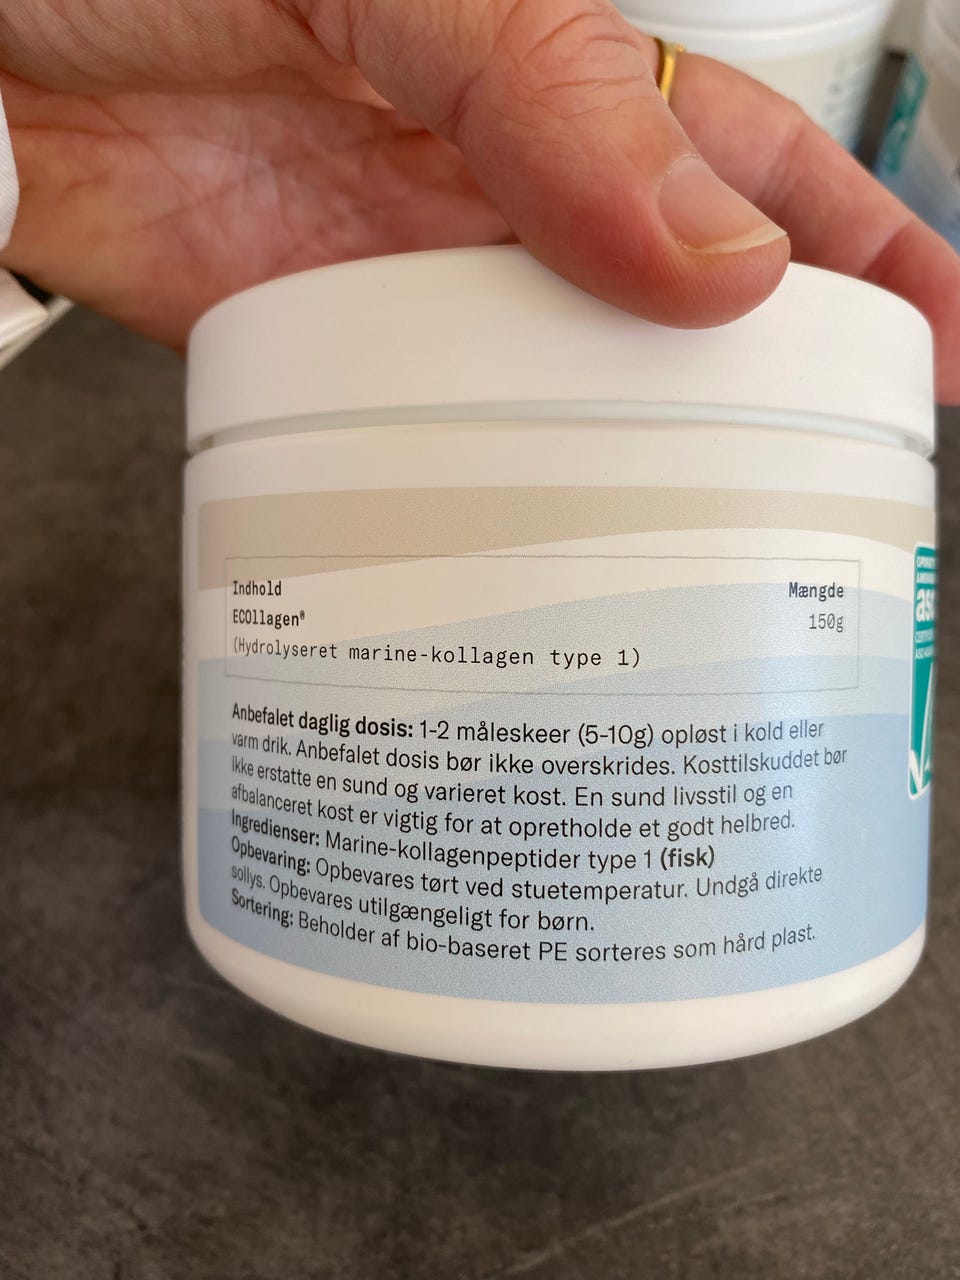 Indhold Mængde
ECOllagen® 150g
(Hydrolyseret marine-kollagen type 1)
Anbefalet daglig dosis: 1-2 måleskeer (5-10g) opløst i kold eller
varm drik. Anbefalet dosis bør ikke overskrides. Kosttilskuddet bør
ikke erstatte en sund og varieret kost. En sund livsstil og en
afbalanceret kost er vigtig for at opretholde et godt helbred.
Ingredienser: Marine-kollagenpeptider type 1 (fisk)
Opbevaring: Opbevares tørt ved stuetemperatur. Undgå direkte
sollys. Opbevares utilgængeligt for børn.
Sortering: Beholder af bio-baseret PE sorteres som hård plast.